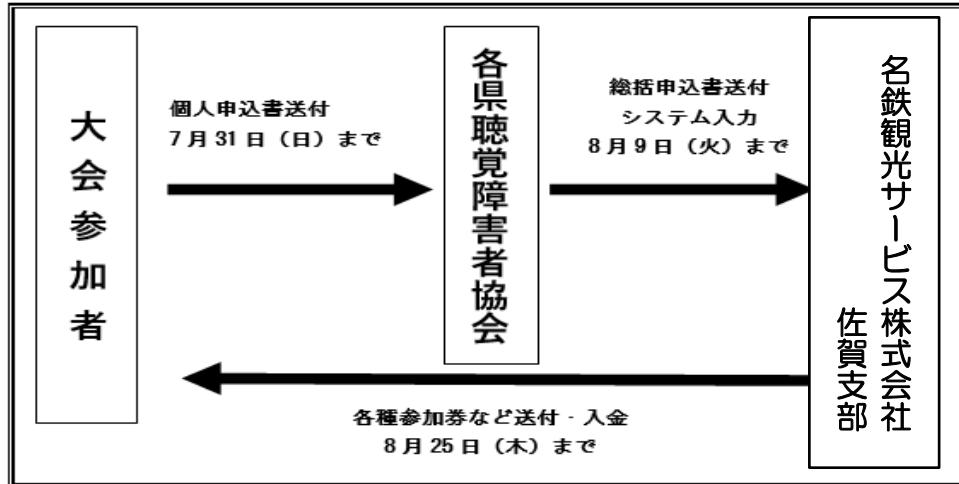 大会参加者
個人申込書送付
7月31日（日）まで
各県聴覚障害者協会
総括申込書送付
システム入力
8月9日（火）まで
名鉄観光サービス株式会社
佐賀支部
各種参加券など送付・入金
8月25日（木）まで